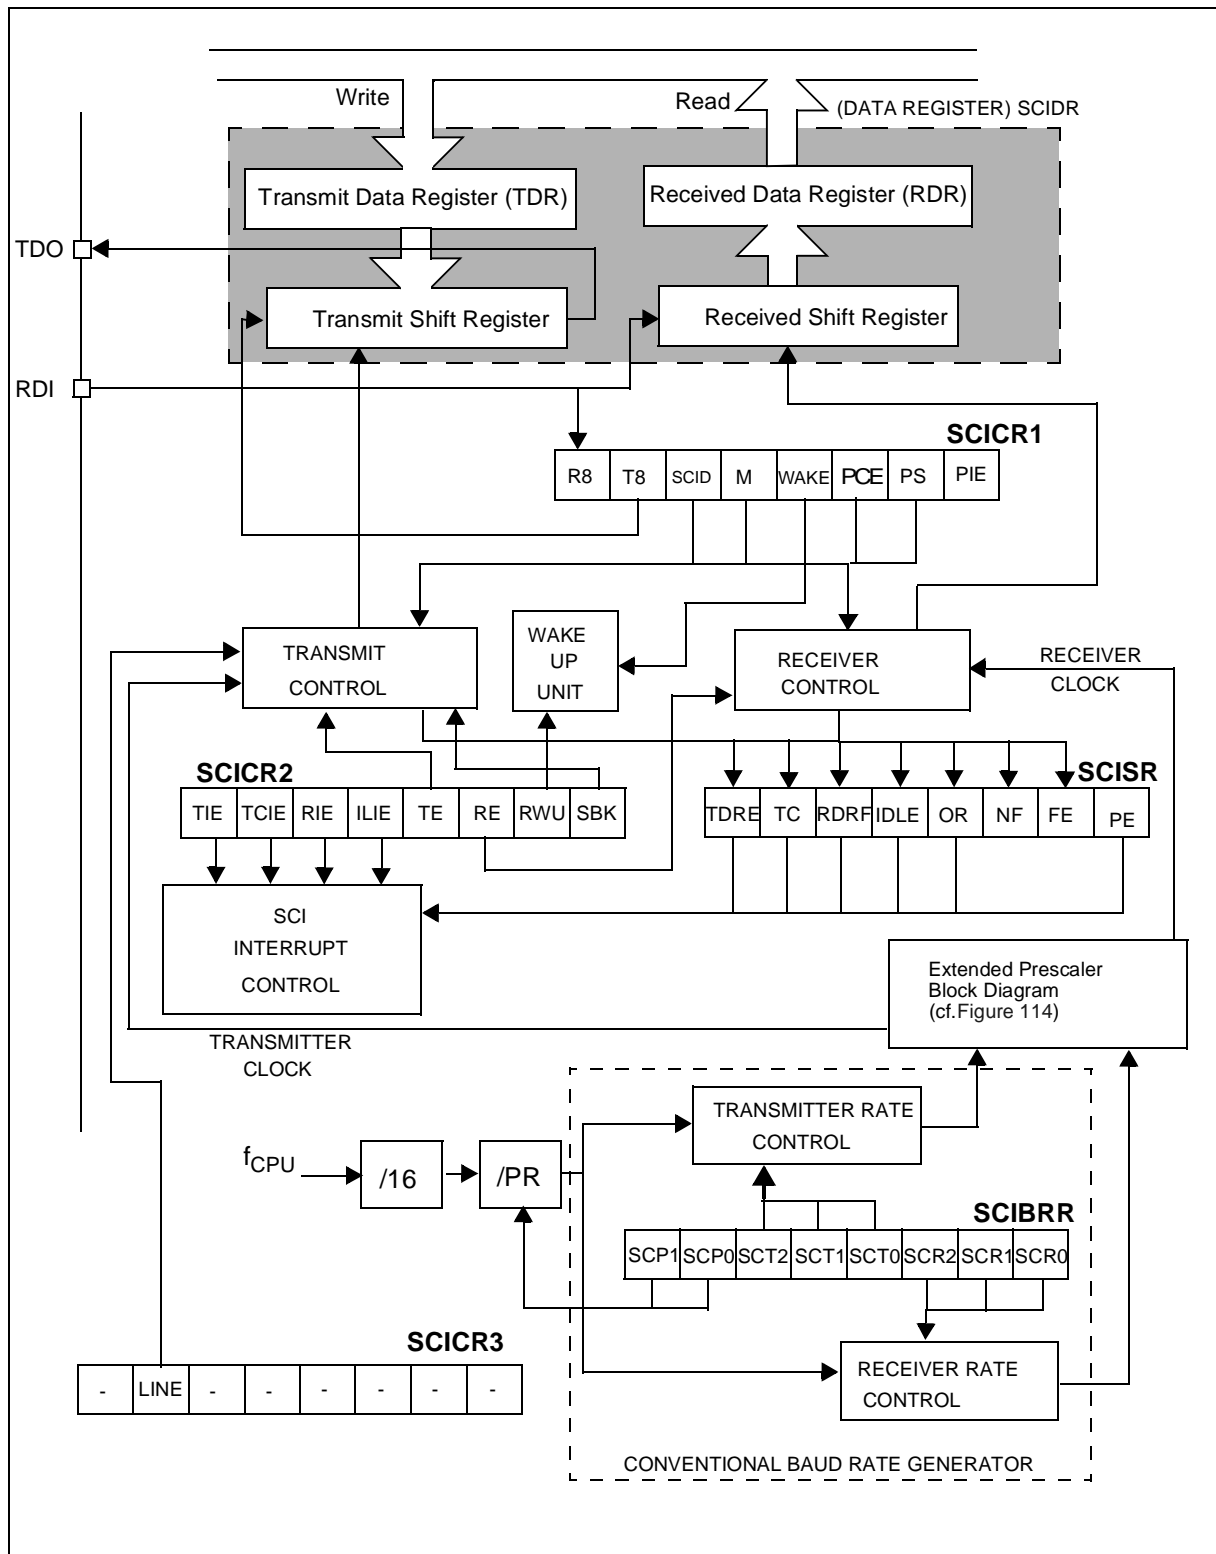 Write
Read
(DATA REGISTER) SCIDR
Transmit Data Register (TDR)
Received Data Register (RDR)
TDO
Transmit Shift Register
Received Shift Register
RDI
SCICR1
R8 T8 SCID M WAKE PCE PS PIE
TRANSMIT
CONTROL
WAKE
UP
UNIT
RECEIVER
CONTROL
RECEIVER
CLOCK
SCICR2
TIE TCIE RIE ILIE TE RE RWU SBK
SCISR
TDRE TC RDRF IDLE OR NF FE PE
SCI
INTERRUPT
CONTROL
Extended Prescaler
Block Diagram
(cf.Figure 114)
TRANSMITTER
CLOCK
TRANSMITTER RATE
CONTROL
fCPU
/16
/PR
SCIBRR
SCP1 SCP0 SCT2 SCT1 SCT0 SCR2 SCR1 SCR0
SCICR3
- LINE - - - - - -
RECEIVER RATE
CONTROL
CONVENTIONAL BAUD RATE GENERATOR